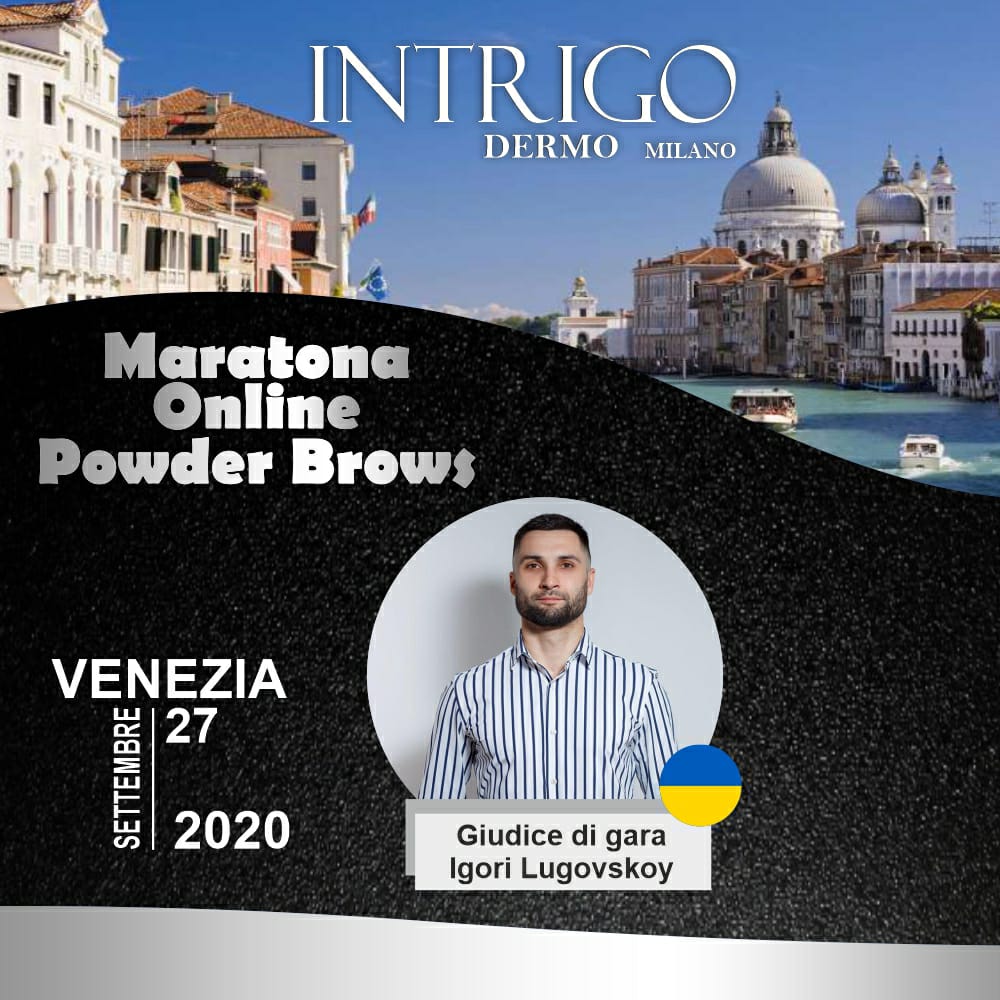 INTRIGO
DERMO MILANO
Maratona
Online
Powder Brows
VENEZIA
SETTEMBRE
27
2020
Giudice di gara
Igori Lugovskoy